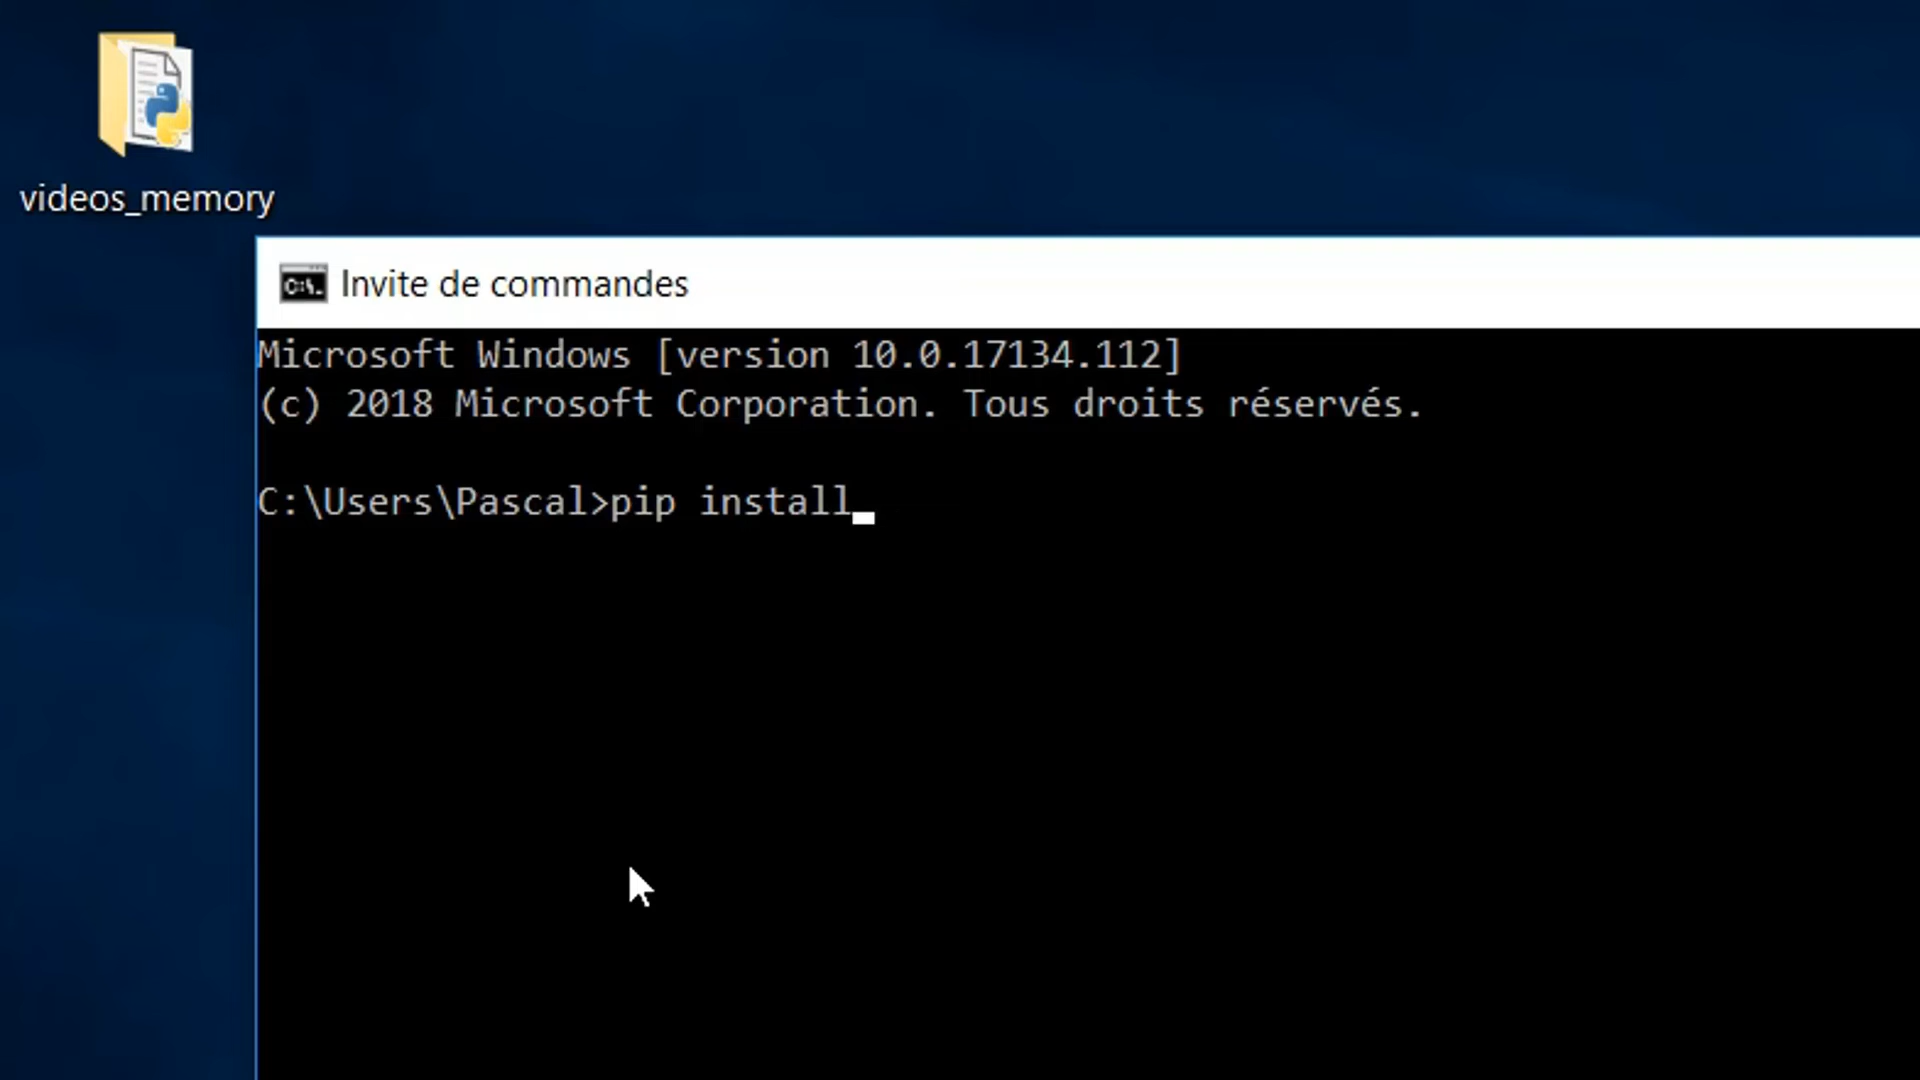 videos_memory
Invite de commandes
Microsoft Windows [version 10.0.17134.112]
(c) 2018 Microsoft Corporation. Tous droits réservés.
C:\Users\Pascal>pip install